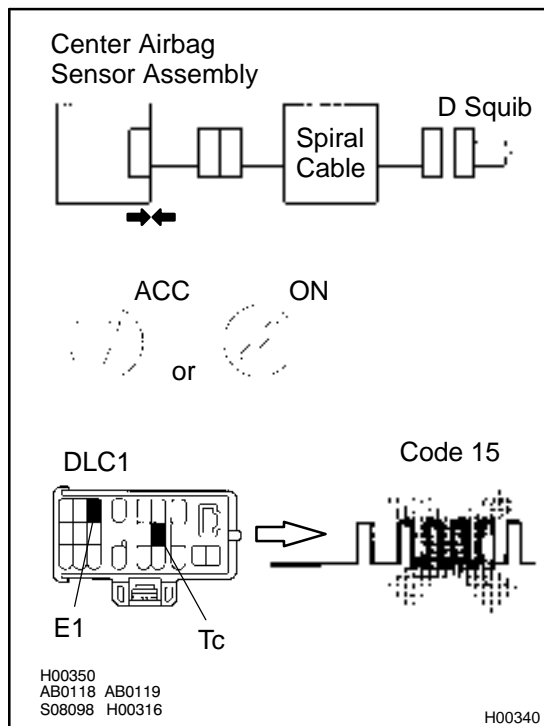 Center Airbag
Sensor Assembly
D Squib
Spiral
Cable
ACC
ON
or
DLC1
Code 15
E1
Tc
H00350
AB0118 AB0119
S08098 H00316
H00340